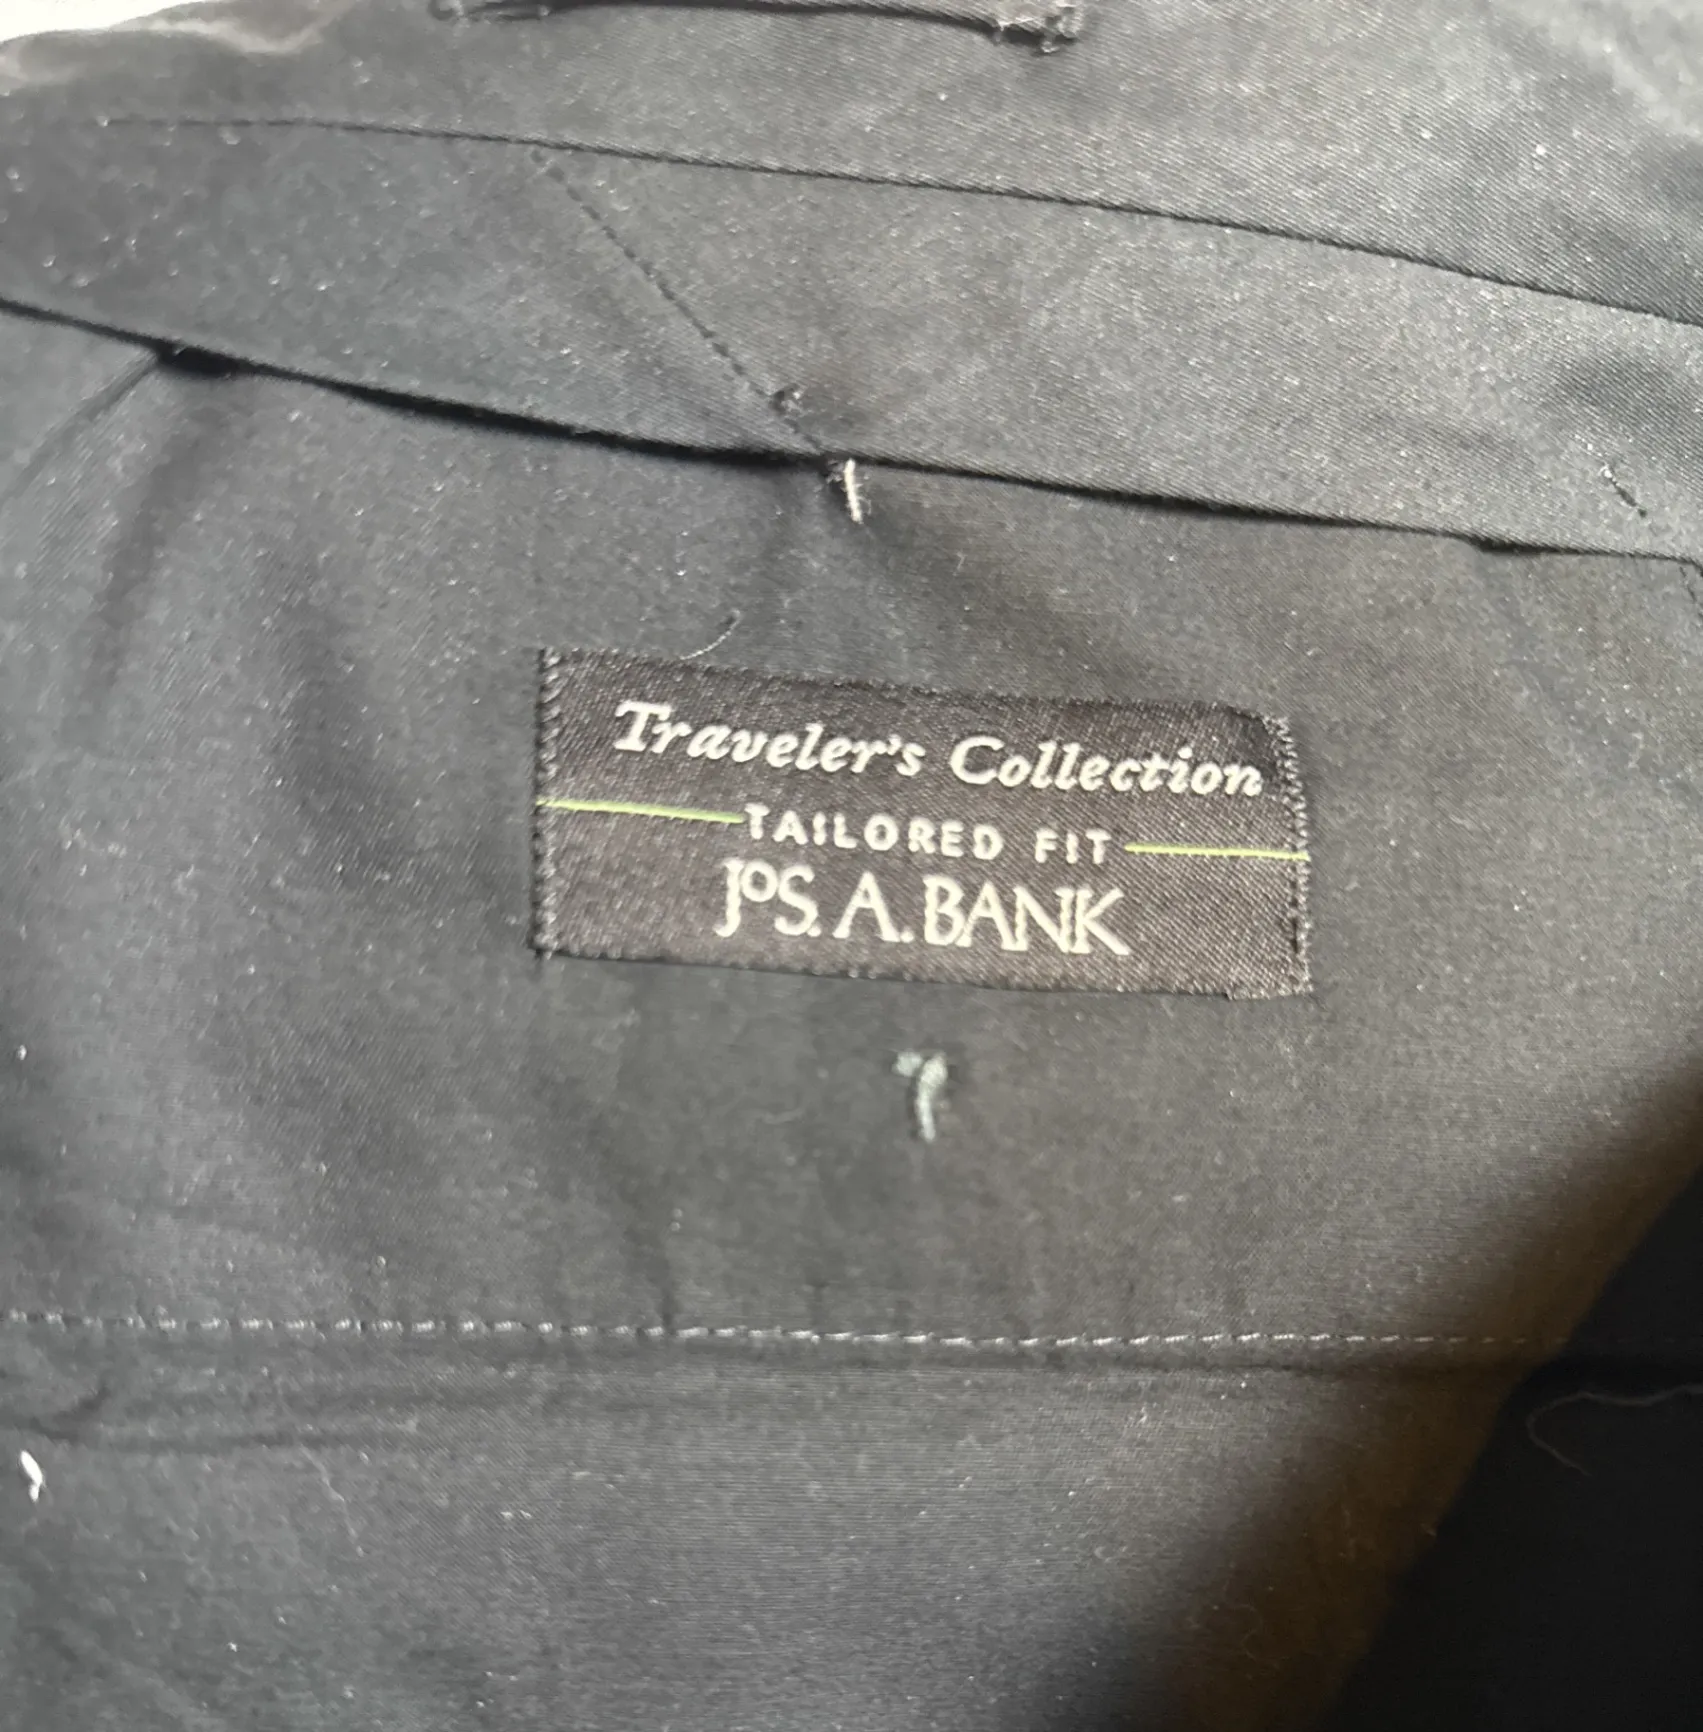 Traveler's Collection
TAILORED FIT
JOS. A. BANK